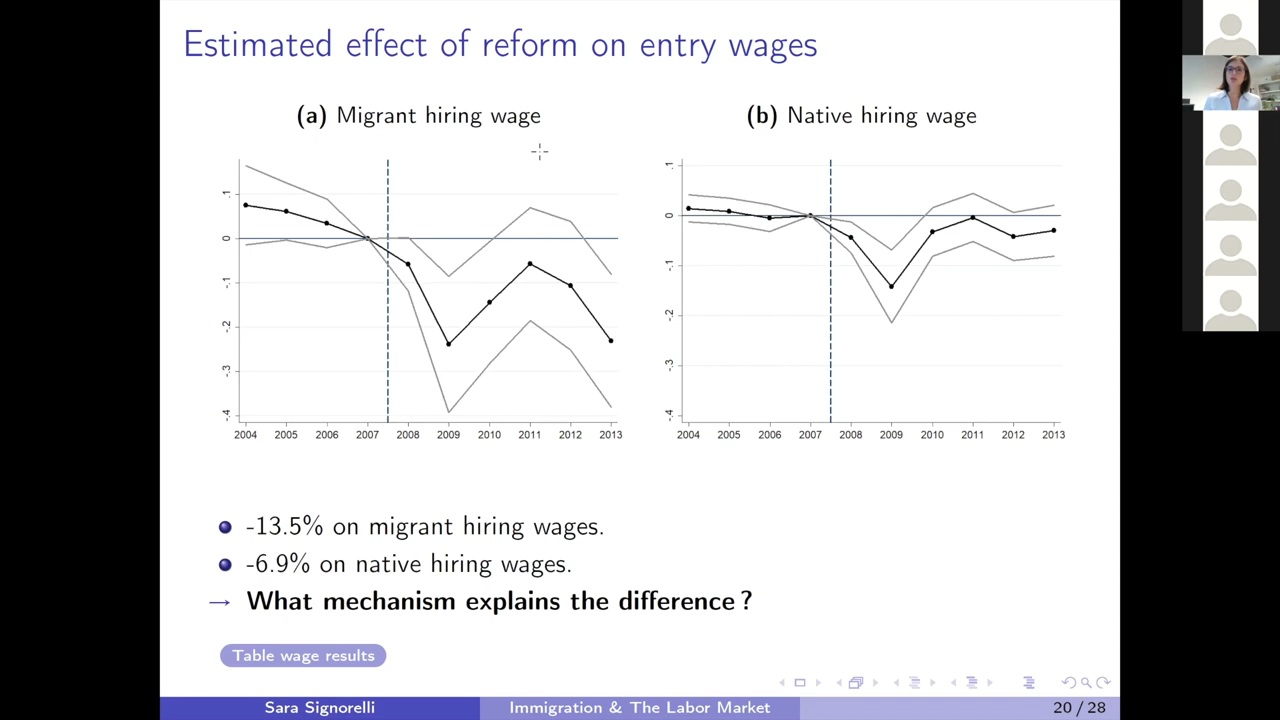 Estimated effect of reform on entry wages
(a) Migrant hiring wage
.1
0
-.1
-.2
-.3
-.4
2004 2005 2006 2007 2008 2009 2010 2011 2012 2013
(b) Native hiring wage
.1
0
-.1
-.2
-.3
-.4
2004 2005 2006 2007 2008 2009 2010 2011 2012 2013
-13.5% on migrant hiring wages.
-6.9% on native hiring wages.
→ What mechanism explains the difference ?
Table wage results
Sara Signorelli
Immigration & The Labor Market
20 / 28